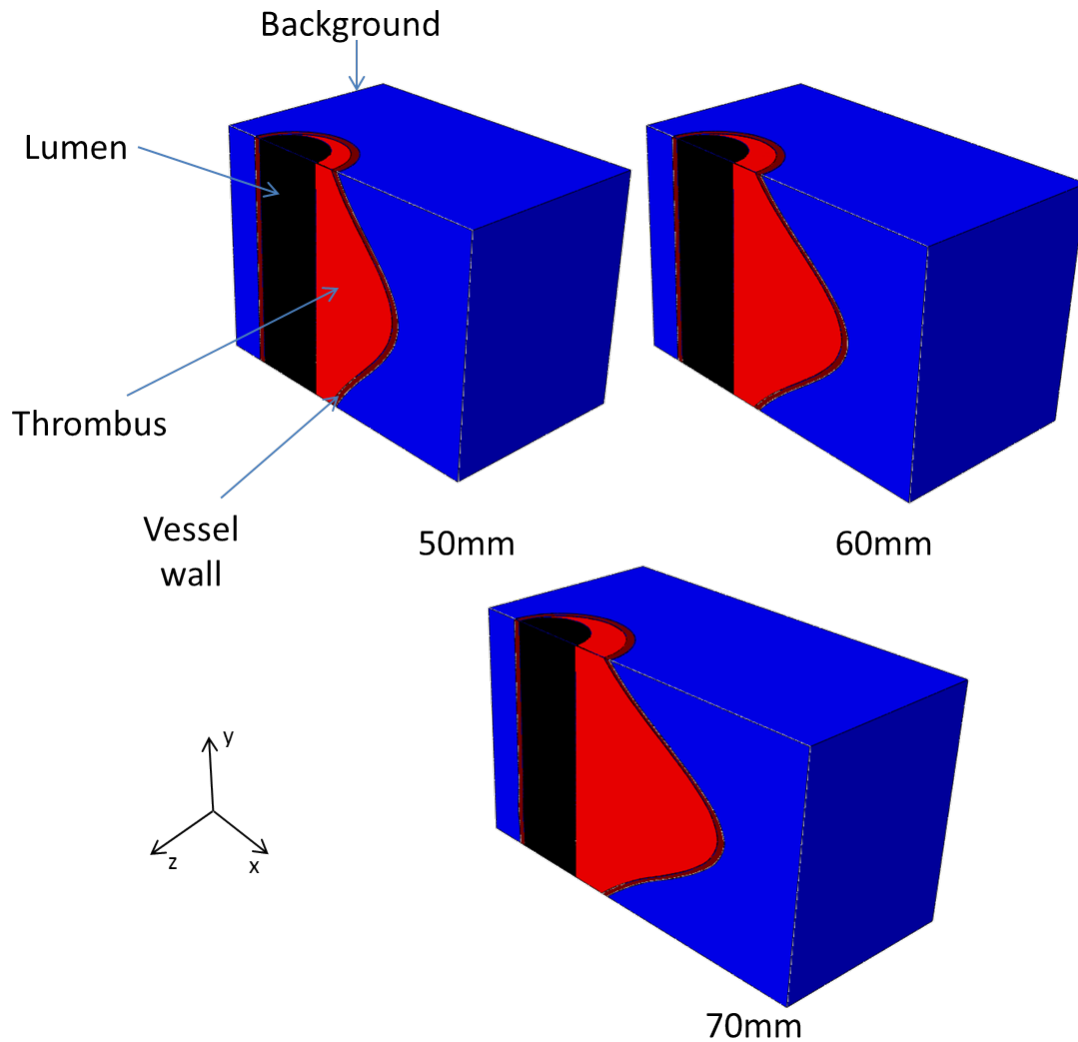 Background
Lumen
Thrombus
Vessel
wall
50mm
60mm
y
z
x
70mm